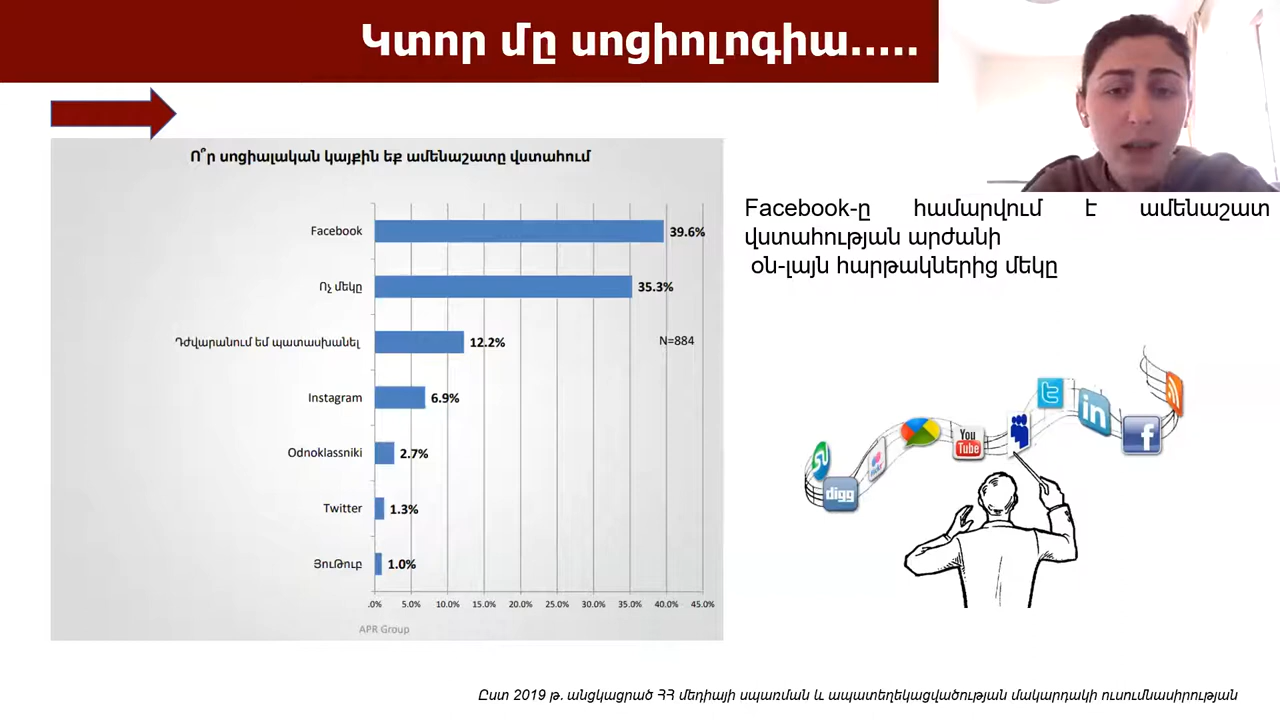 Կտոր մը սոցիոլոգիա.....
Ո՞ր սոցիալական կայքին եք ամենաշատը վստահում
Facebook 39.6%
Ոչ մեկը 35.3%
Դժվարանում եմ պատասխանել 12.2%
N=884
Instagram 6.9%
Odnoklassniki 2.7%
Twitter 1.3%
ՅուԹուբ 1.0%
.0% 5.0% 10.0% 15.0% 20.0% 25.0% 30.0% 35.0% 40.0% 45.0%
APR Group
Facebook-ը համարվում է ամենաշատ
վստահության արժանի
օն-լայն հարթակներից մեկը
digg
flickr
You
Tube
t
in
f
Ըստ 2019 թ. անցկացրած ՀՀ մեդիայի սպառման և ապատեղեկացվածության մակարդակի ուսումնասիրության